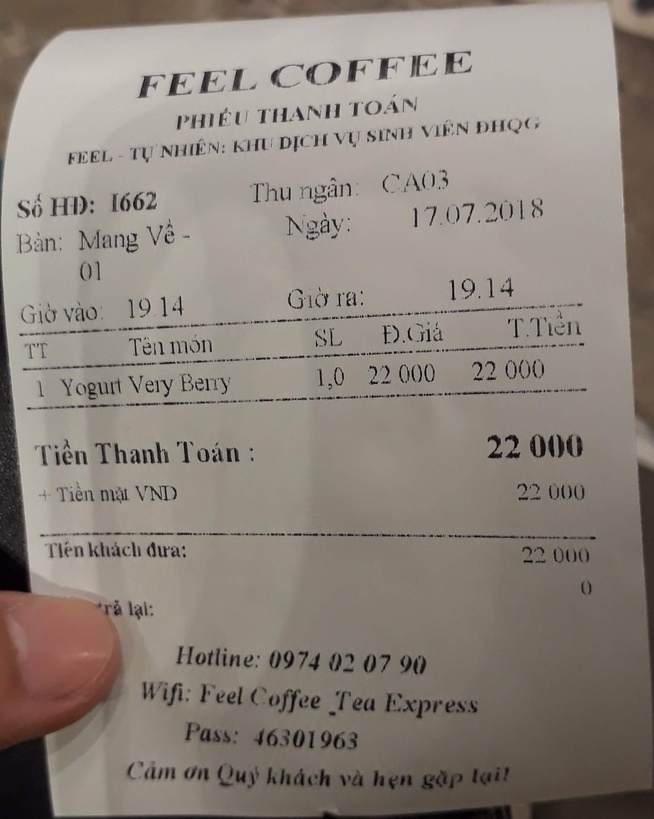 FEEL COFFEE
PHIẾU THANH TOÁN
FEEL - TỰ NHIÊN: KHU DỊCH VỤ SINH VIÊN ĐHQG
Số HĐ: I662 Thu ngân: CA03
Bàn: Mang Về - 01 Ngày: 17.07.2018
Giờ vào: 19.14 Giờ ra: 19.14
TT Tên món SL Đ.Giá T.Tiền
1 Yogurt Very Berry 1,0 22 000 22 000
Tiền Thanh Toán : 22 000
+ Tiền mặt VND 22 000
Tiền khách đưa: 22 000
trả lại: 0
Hotline: 0974 02 07 90
Wifi: Feel Coffee _Tea Express
Pass: 46301963
Cảm ơn Quý khách và hẹn gặp lại!